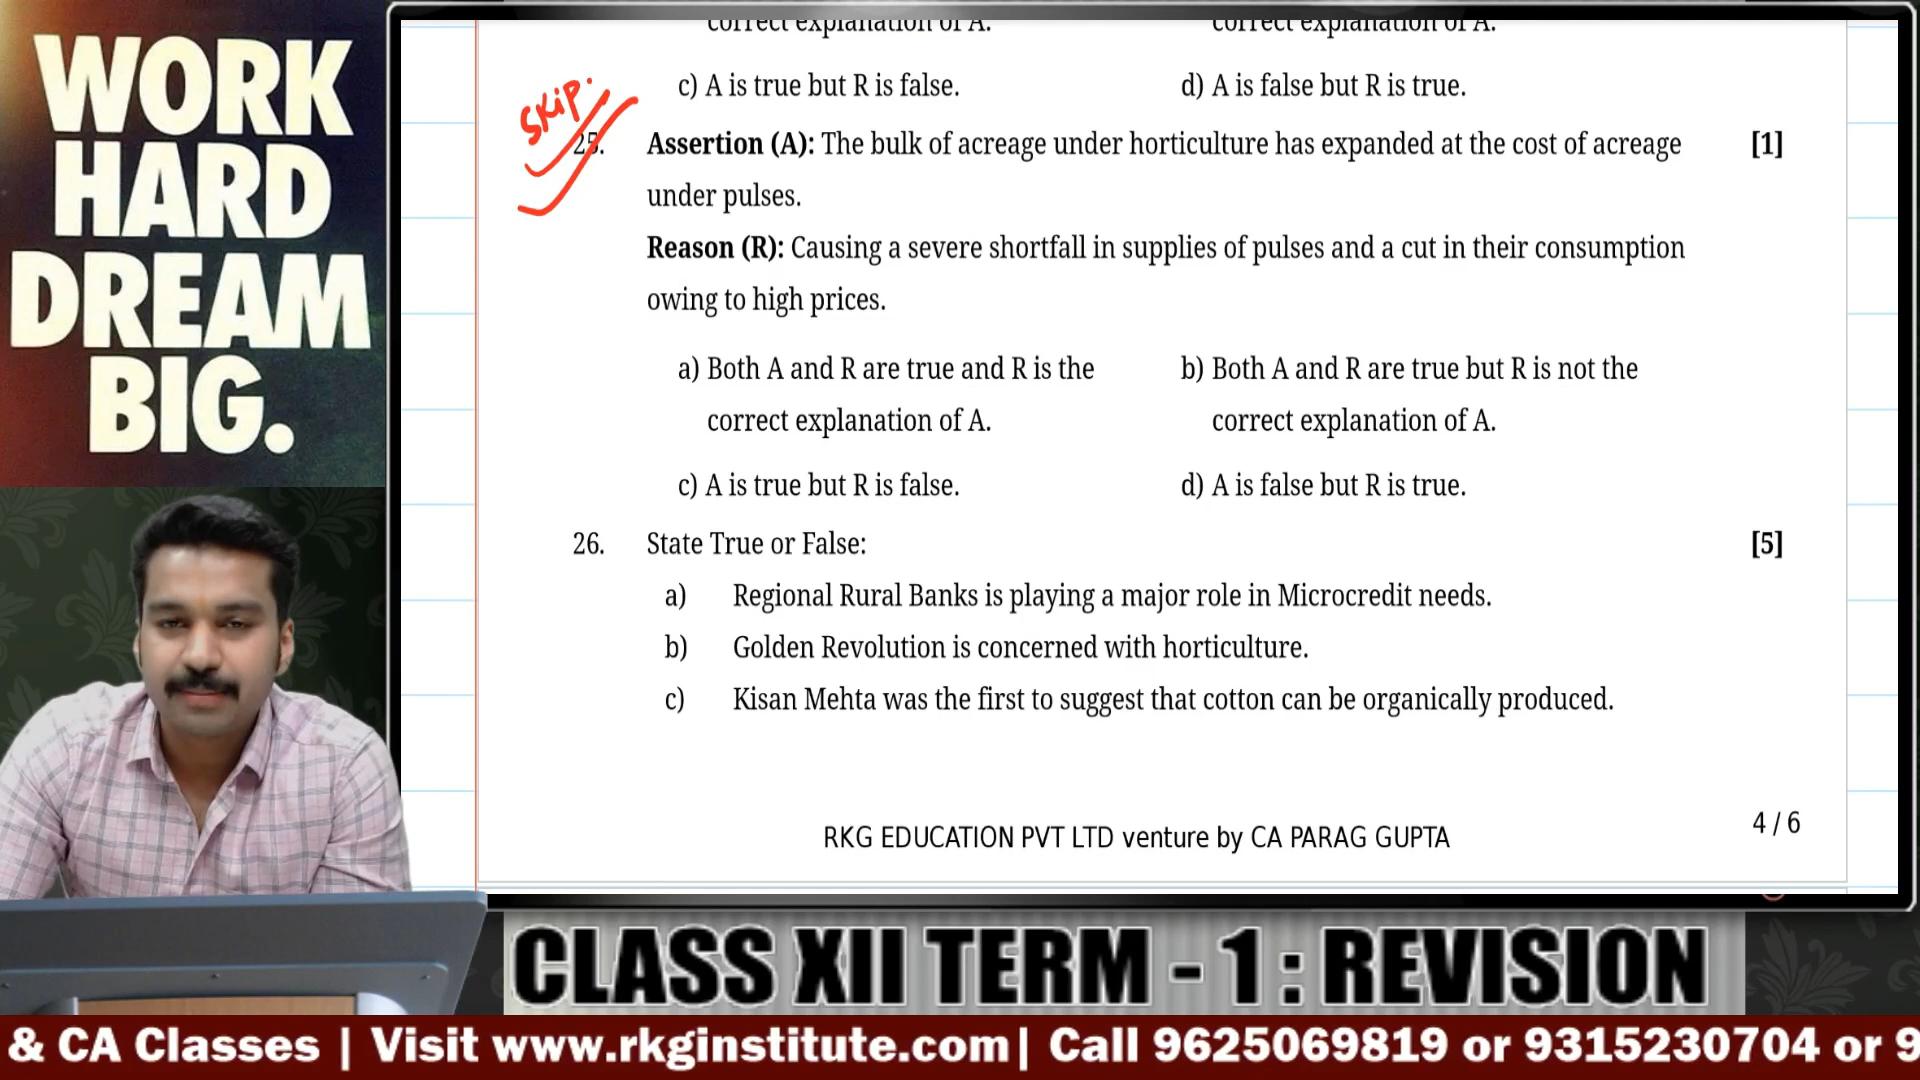 WORK
HARD
DREAM
BIG.
correct explanation of A. correct explanation of A.
c) A is true but R is false. d) A is false but R is true.
SKIP.
25. Assertion (A): The bulk of acreage under horticulture has expanded at the cost of acreage [1]
under pulses.
Reason (R): Causing a severe shortfall in supplies of pulses and a cut in their consumption
owing to high prices.
a) Both A and R are true and R is the b) Both A and R are true but R is not the
correct explanation of A. correct explanation of A.
c) A is true but R is false. d) A is false but R is true.
26. State True or False: [5]
a) Regional Rural Banks is playing a major role in Microcredit needs.
b) Golden Revolution is concerned with horticulture.
c) Kisan Mehta was the first to suggest that cotton can be organically produced.
4 / 6
RKG EDUCATION PVT LTD venture by CA PARAG GUPTA
CLASS XII TERM - 1 : REVISION
& CA Classes | Visit www.rkginstitute.com| Call 9625069819 or 9315230704 or 9